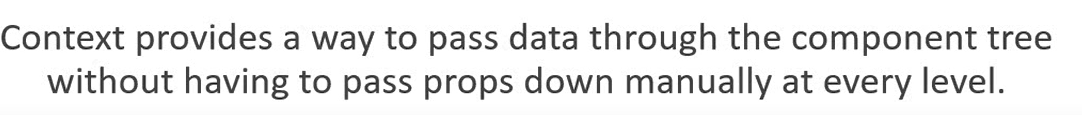 Context provides a way to pass data through the component tree
without having to pass props down manually at every level.